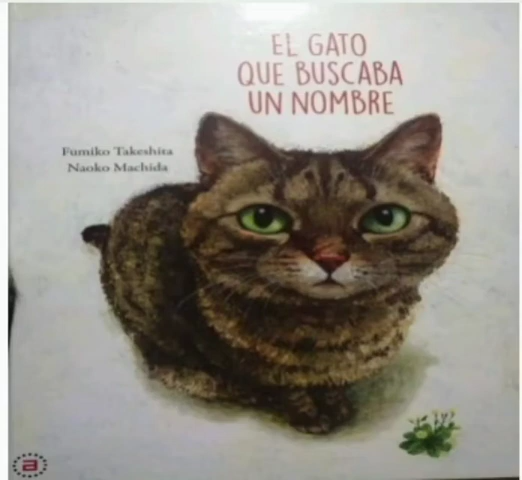 EL GATO
QUE BUSCABA
UN NOMBRE
Fumiko Takeshita
Naoko Machida
a